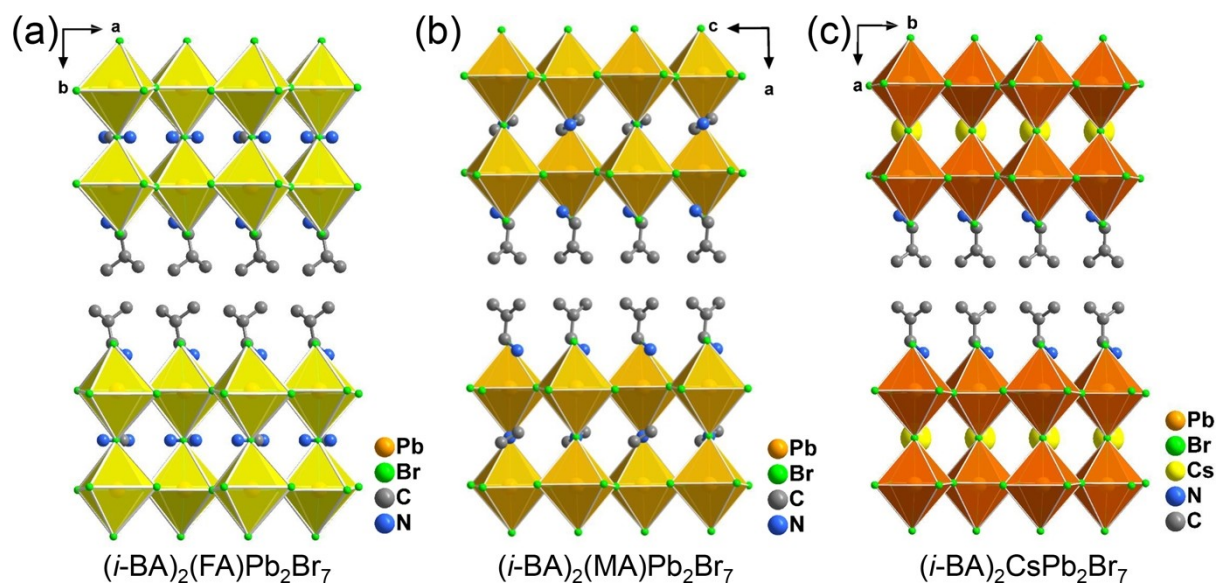 (a)
a
b
Pb
Br
C
N
(i-BA)₂(FA)Pb₂Br₇
(b)
c
a
Pb
Br
C
N
(i-BA)₂(MA)Pb₂Br₇
(c)
b
a
Pb
Br
Cs
N
C
(i-BA)₂CsPb₂Br₇